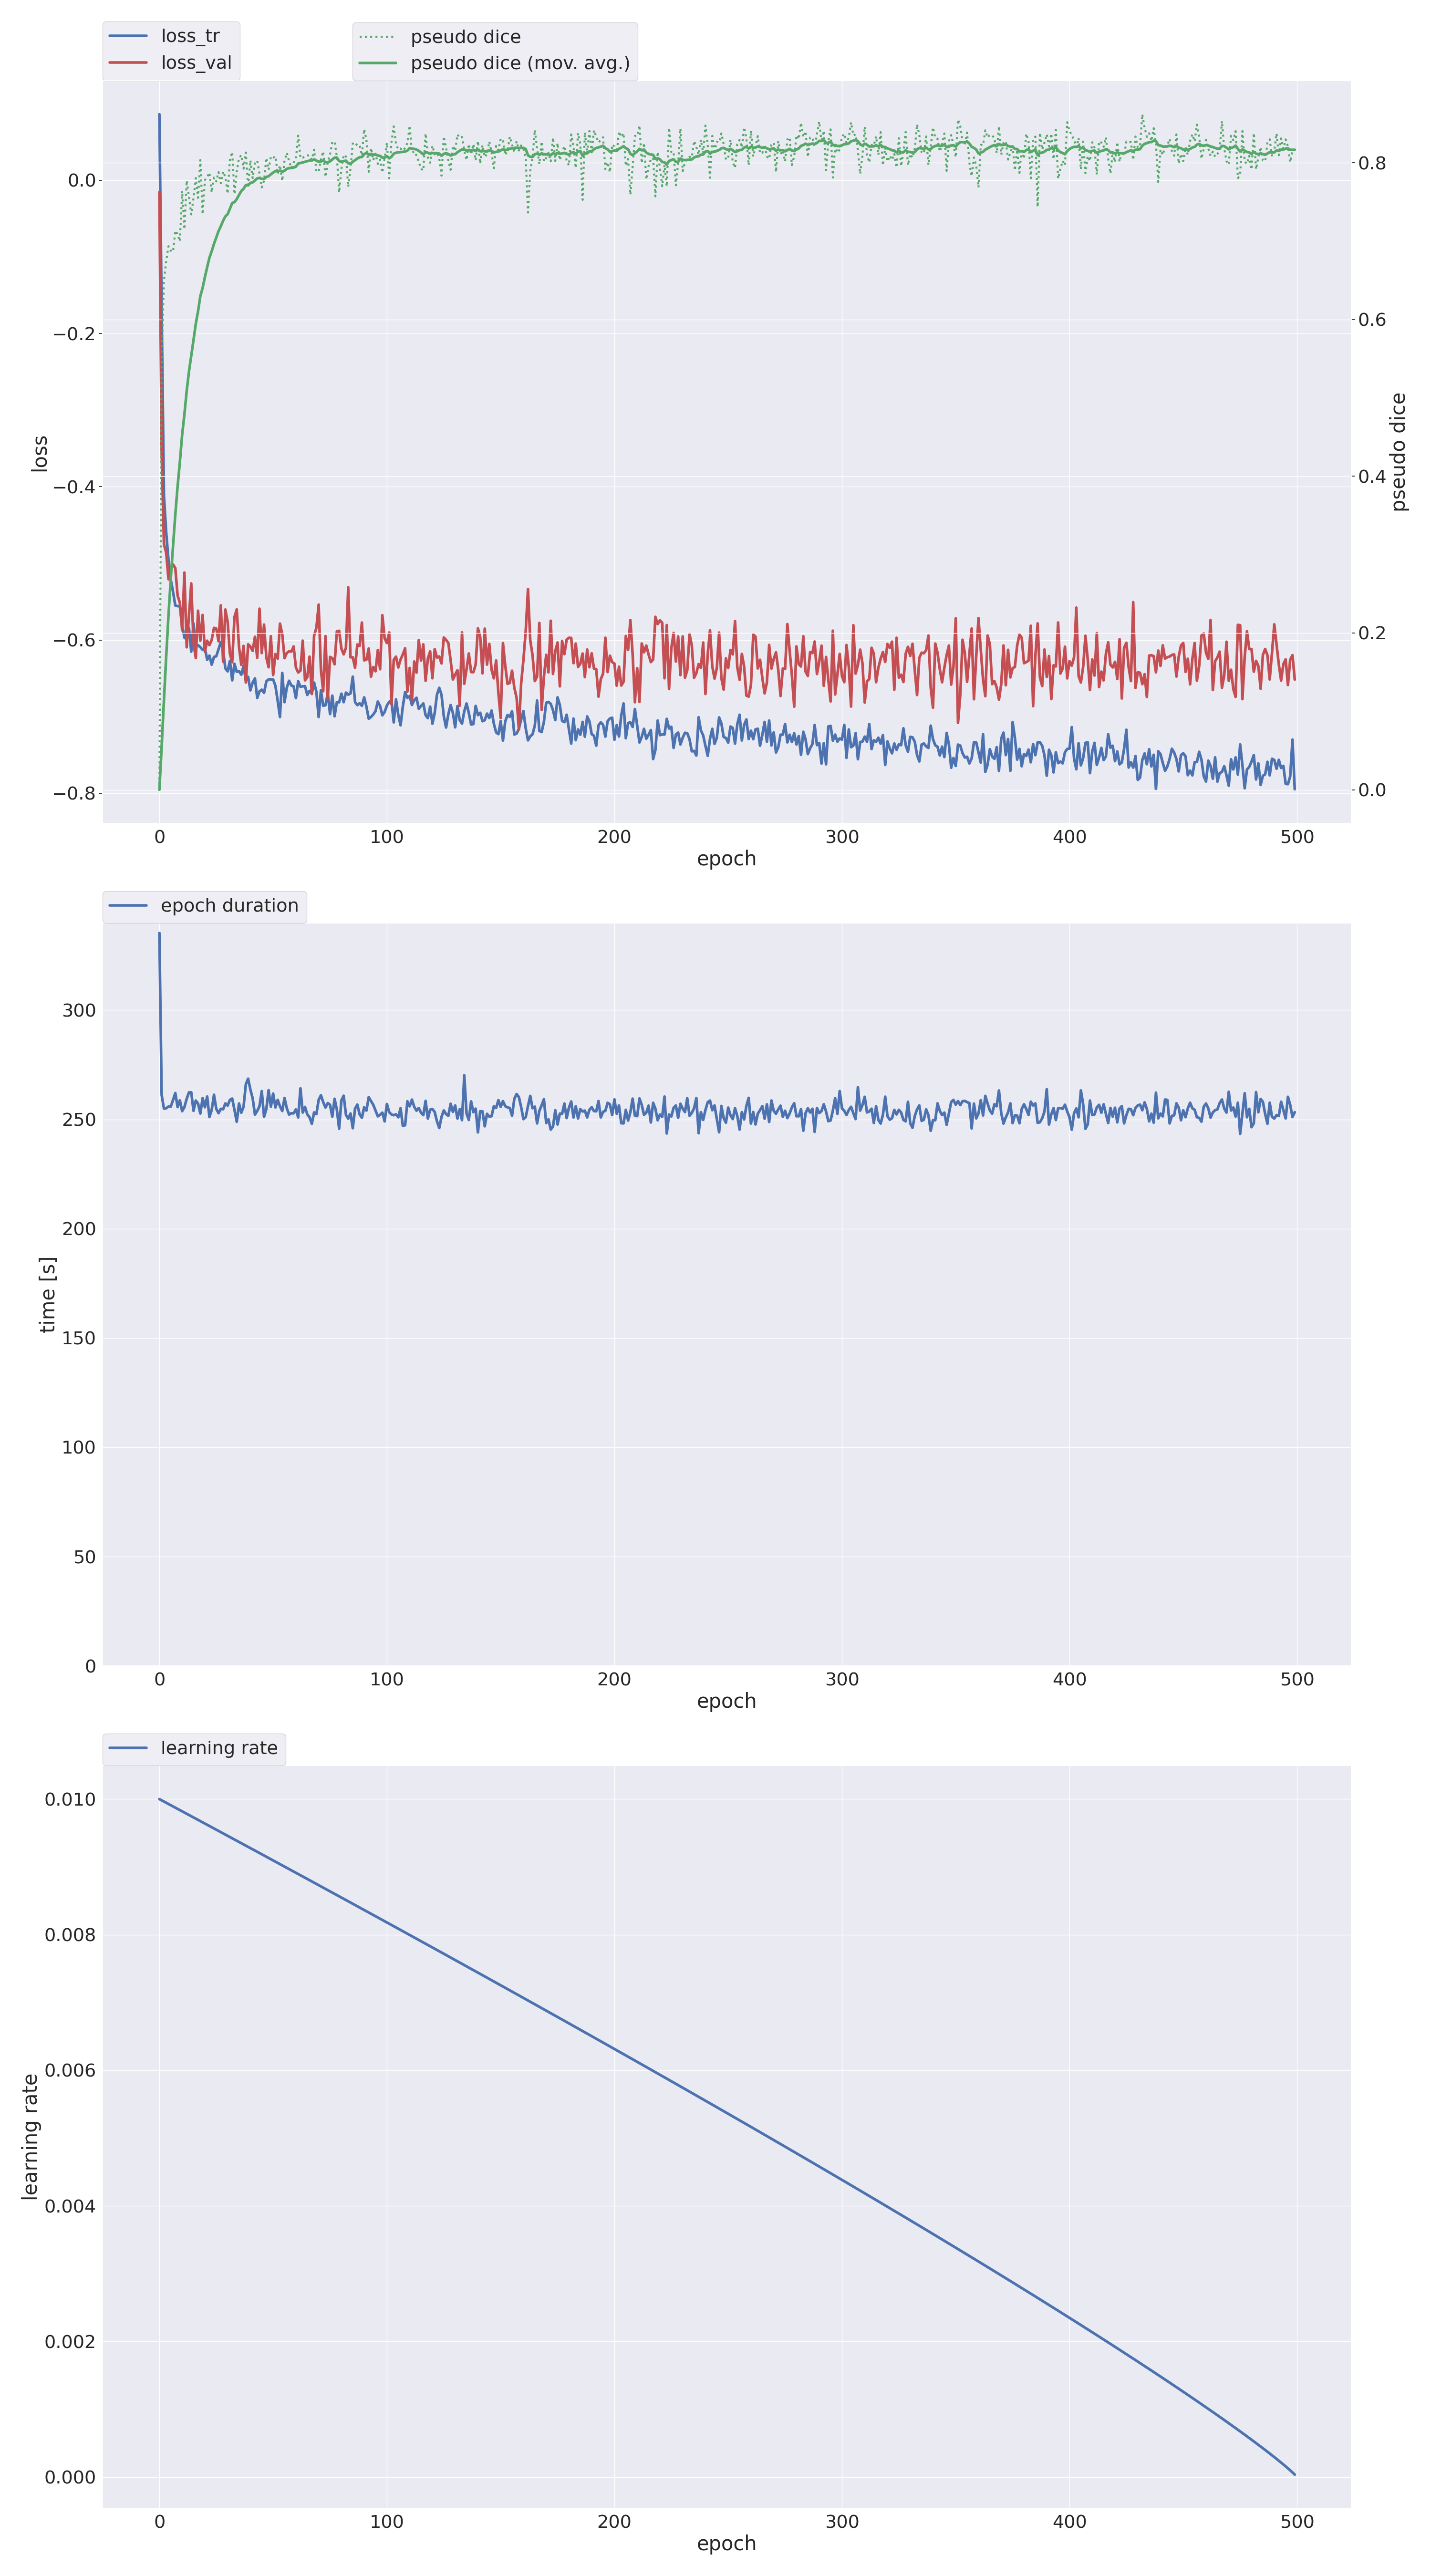 loss_tr
loss_val
pseudo dice
pseudo dice (mov. avg.)
0.0
−0.2
−0.4
−0.6
−0.8
loss
0.8
0.6
0.4
0.2
0.0
pseudo dice
0 100 200 300 400 500
epoch
epoch duration
300
250
200
150
100
50
0
time [s]
0 100 200 300 400 500
epoch
learning rate
0.010
0.008
0.006
0.004
0.002
0.000
learning rate
0 100 200 300 400 500
epoch